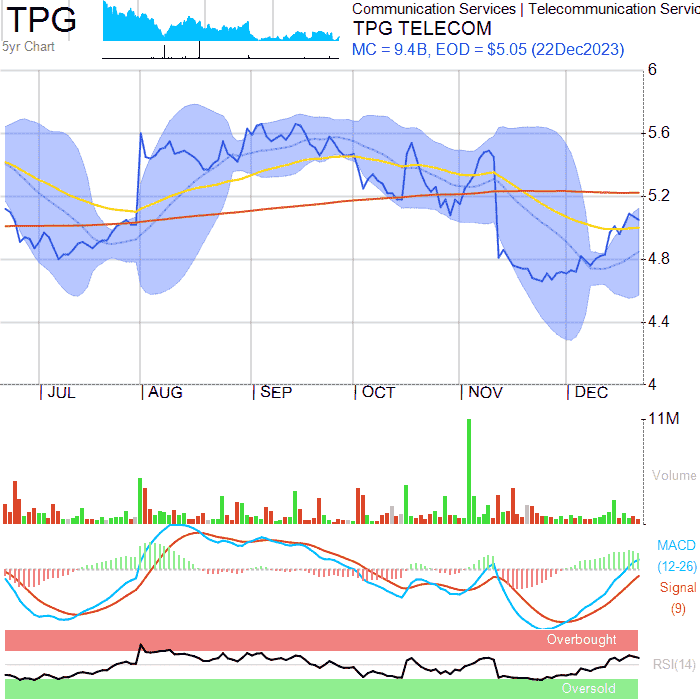 TPG
5yr Chart
Communication Services | Telecommunication Servic
TPG TELECOM
MC = 9.4B, EOD = $5.05 (22Dec2023)
6
5.6
5.2
4.8
4.4
4
JUL AUG SEP OCT NOV DEC
11M
Volume
MACD
(12-26)
Signal
(9)
Overbought
RSI(14)
Oversold